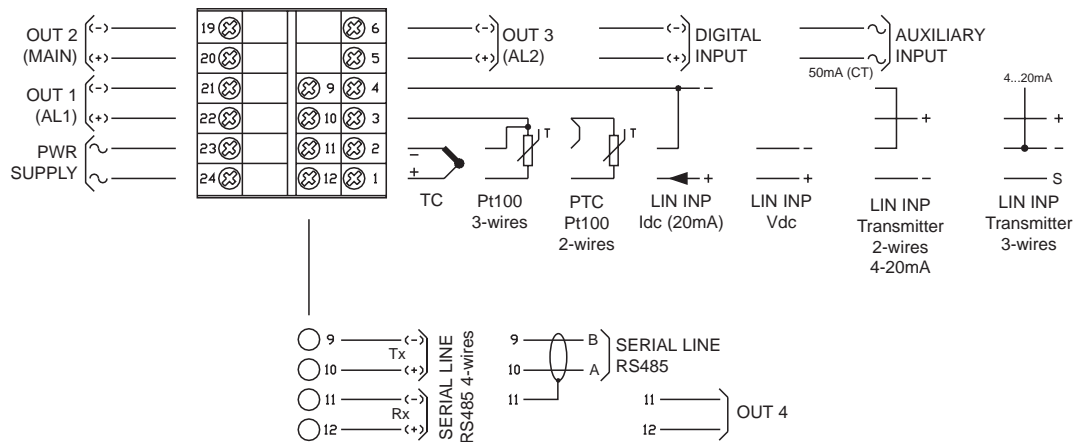 OUT 2 (-) 19 6 (-) OUT 3 (-) DIGITAL AUXILIARY
(MAIN) (+) 20 5 (+) (AL2) (+) INPUT INPUT
50mA (CT)
OUT 1 (-) 21 9 4 - 4...20mA
(AL1) (+) 22 10 3 T T + +
PWR 23 11 2 - - -
SUPPLY 24 12 1 + + + - S
TC
Pt100
3-wires
PTC
Pt100
2-wires
LIN INP
Idc (20mA)
LIN INP
Vdc
LIN INP
Transmitter
2-wires
4-20mA
LIN INP
Transmitter
3-wires
9 (-)
Tx
10 (+)
11 (-)
Rx
12 (+)
SERIAL LINE
RS485 4-wires
9 B
10 A
11
SERIAL LINE
RS485
11
12
OUT 4